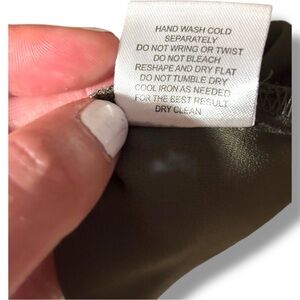 HAND WASH COLD
SEPARATELY
DO NOT WRING OR TWIST
DO NOT BLEACH
RESHAPE AND DRY FLAT
DO NOT TUMBLE DRY
COOL IRON AS NEEDED
FOR THE BEST RESULT
DRY CLEAN